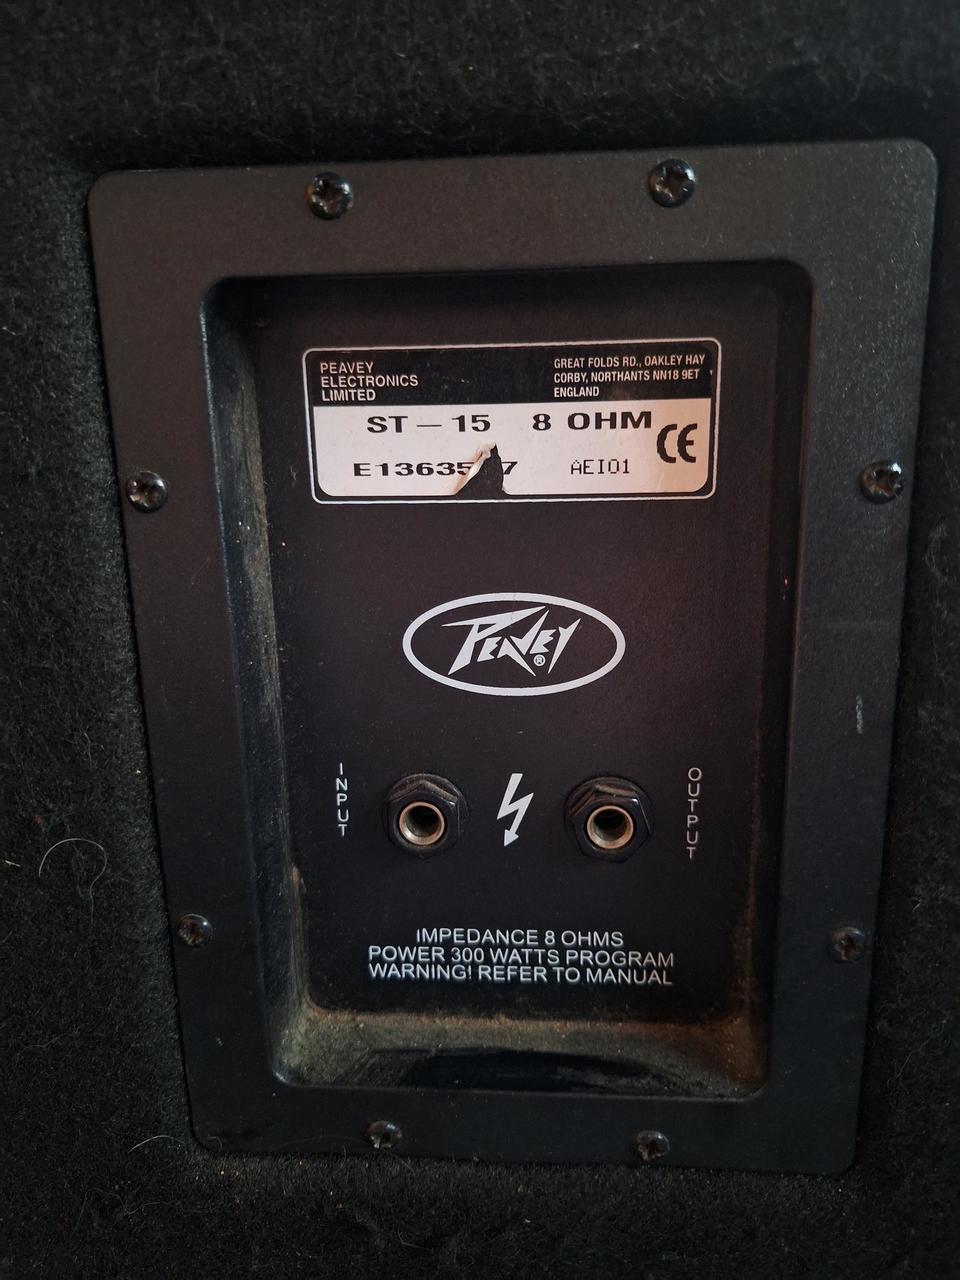 PEAVEY
ELECTRONICS
LIMITED
GREAT FOLDS RD., OAKLEY HAY
CORBY, NORTHANTS NN18 9ET
ENGLAND
ST-15 8 OHM
CE
AEIO1
PEAVEY®
INPUT
OUTPUT
IMPEDANCE 8 OHMS
POWER 300 WATTS PROGRAM
WARNING! REFER TO MANUAL